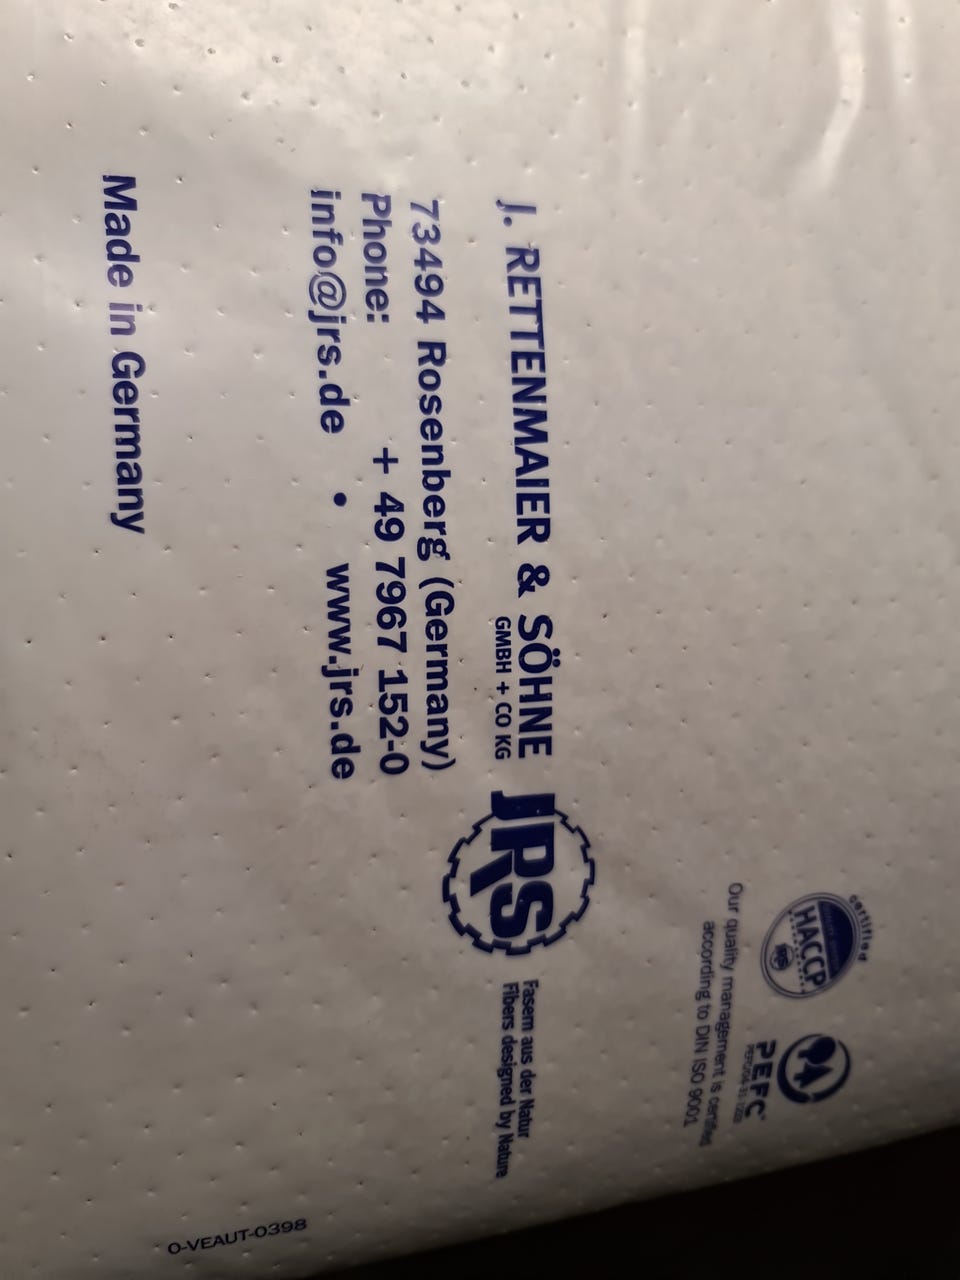 certified
HACCP
PEFC
Our quality management is certified
according to DIN ISO 9001
J. RETTENMAIER & SÖHNE
GMBH + CO KG
JRS
Fasern aus der Natur
Fibers designed by Nature
73494 Rosenberg (Germany)
Phone: + 49 7967 152-0
info@jrs.de • www.jrs.de
Made in Germany
O-VEAUT-0398